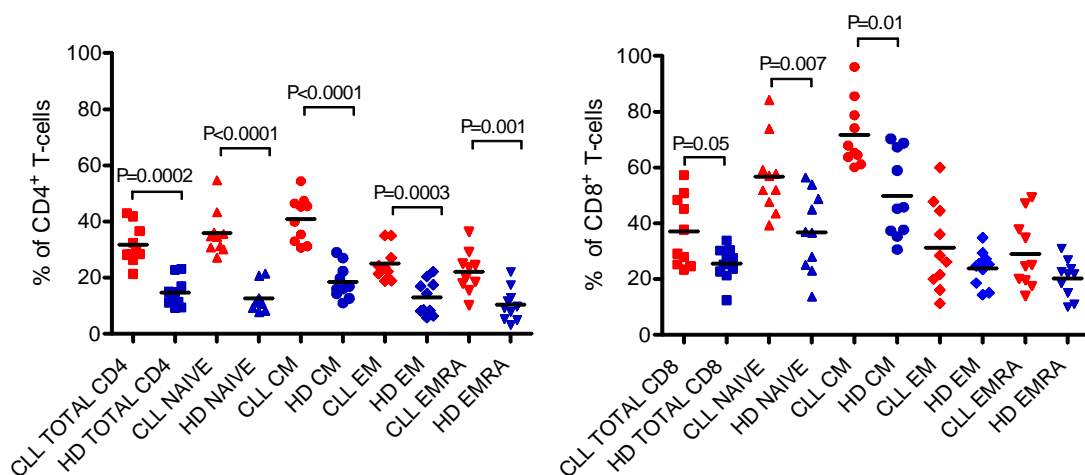 % of CD4+ T-cells
100
80
60
40
20
0
P=0.0002
P<0.0001
P<0.0001
P=0.0003
P=0.001
CLL TOTAL CD4
HD TOTAL CD4
CLL NAIVE
HD NAIVE
CLL CM
HD CM
CLL EM
HD EM
CLL EMRA
HD EMRA
% of CD8+ T-cells
100
80
60
40
20
0
P=0.05
P=0.007
P=0.01
CLL TOTAL CD8
HD TOTAL CD8
CLL NAIVE
HD NAIVE
CLL CM
HD CM
CLL EM
HD EM
CLL EMRA
HD EMRA